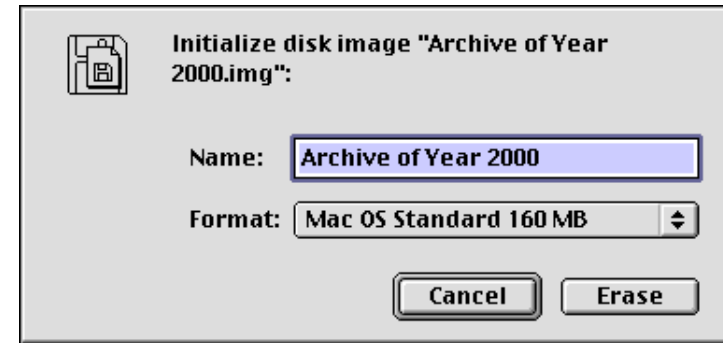 Initialize disk image "Archive of Year
2000.img":
Name: Archive of Year 2000
Format: Mac OS Standard 160 MB
Cancel Erase